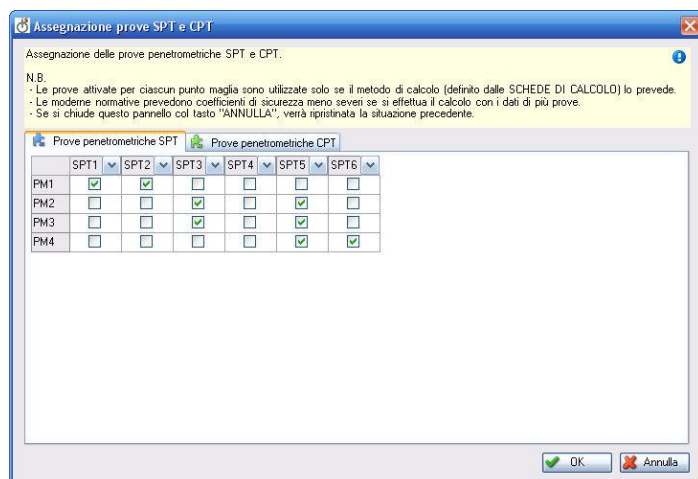 Assegnazione prove SPT e CPT
Assegnazione delle prove penetrometriche SPT e CPT.
N.B.
- Le prove attivate per ciascun punto maglia sono utilizzate solo se il metodo di calcolo (definito dalle SCHEDE DI CALCOLO) lo prevede.
- Le moderne normative prevedono coefficienti di sicurezza meno severi se si effettua il calcolo con i dati di più prove.
- Se si chiude questo pannello col tasto "ANNULLA", verrà ripristinata la situazione precedente.
Prove penetrometriche SPT Prove penetrometriche CPT
SPT1 SPT2 SPT3 SPT4 SPT5 SPT6
PM1
PM2
PM3
PM4
OK Annulla